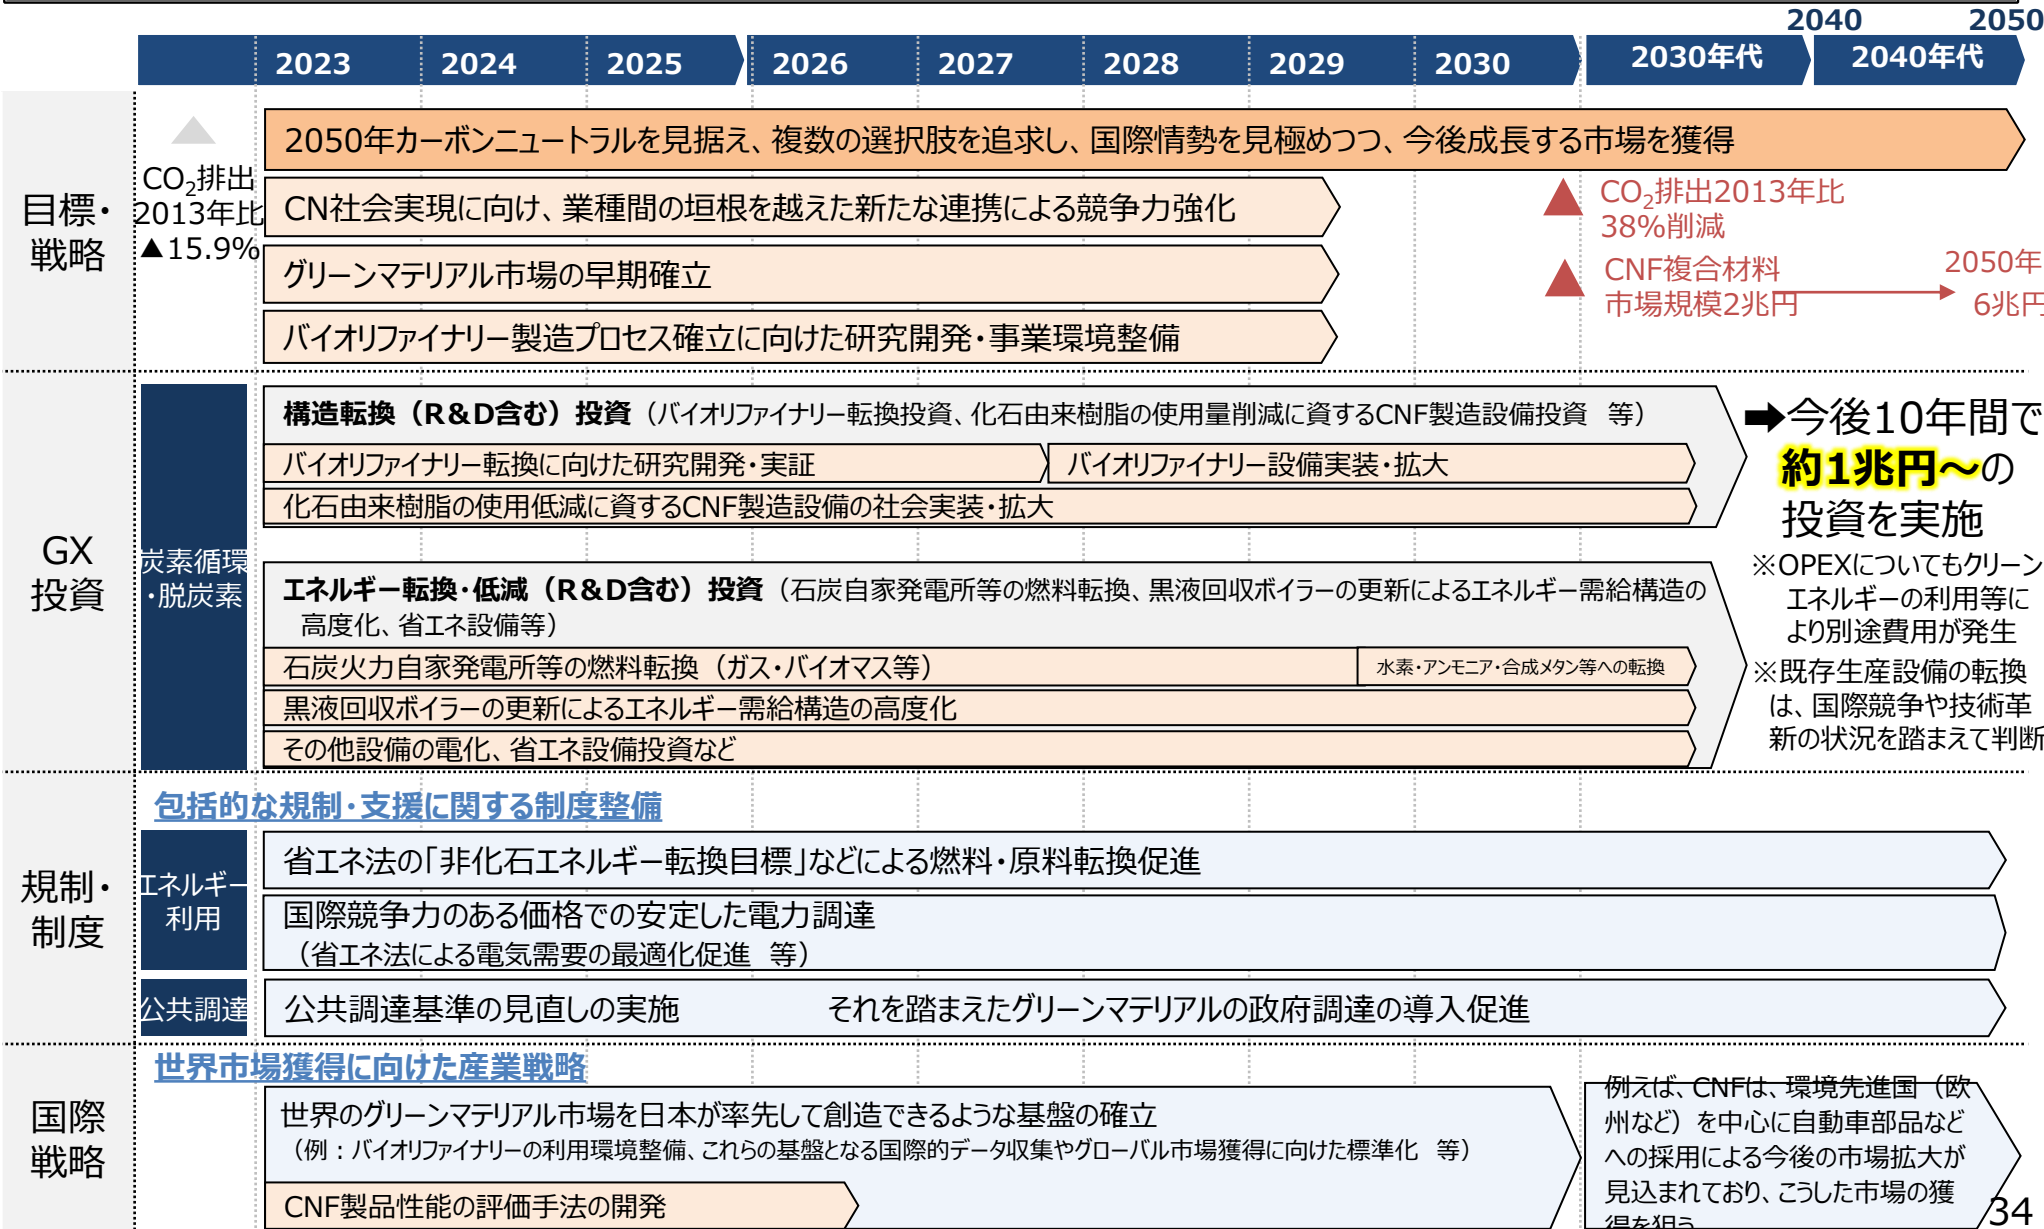 2040 2050
2023 2024 2025 2026 2027 2028 2029 2030 2030年代 2040年代
目標・
戦略
CO₂排出
2013年比
▲15.9%
2050年カーボンニュートラルを見据え、複数の選択肢を追求し、国際情勢を見極めつつ、今後成長する市場を獲得
CN社会実現に向け、業種間の垣根を越えた新たな連携による競争力強化
グリーンマテリアル市場の早期確立
バイオリファイナリー製造プロセス確立に向けた研究開発・事業環境整備
CO₂排出2013年比
38%削減
CNF複合材料
市場規模2兆円
2050年
6兆円
GX
投資
炭素循環
・脱炭素
構造転換（R&D含む）投資（バイオリファイナリー転換投資、化石由来樹脂の使用量削減に資するCNF製造設備投資　等）
バイオリファイナリー転換に向けた研究開発・実証
バイオリファイナリー設備実装・拡大
化石由来樹脂の使用低減に資するCNF製造設備の社会実装・拡大
エネルギー転換・低減（R&D含む）投資（石炭自家発電所等の燃料転換、黒液回収ボイラーの更新によるエネルギー需給構造の
高度化、省エネ設備等）
石炭火力自家発電所等の燃料転換（ガス・バイオマス等）
水素・アンモニア・合成メタン等への転換
黒液回収ボイラーの更新によるエネルギー需給構造の高度化
その他設備の電化、省エネ設備投資など
➡今後10年間で
約1兆円～の
投資を実施
※OPEXについてもクリーン
エネルギーの利用等に
より別途費用が発生
※既存生産設備の転換
は、国際競争や技術革
新の状況を踏まえて判断
規制・
制度
包括的な規制・支援に関する制度整備
エネルギー
利用
省エネ法の「非化石エネルギー転換目標」などによる燃料・原料転換促進
国際競争力のある価格での安定した電力調達
（省エネ法による電気需要の最適化促進　等）
公共調達
公共調達基準の見直しの実施　それを踏まえたグリーンマテリアルの政府調達の導入促進
国際
戦略
世界市場獲得に向けた産業戦略
世界のグリーンマテリアル市場を日本が率先して創造できるような基盤の確立
（例：バイオリファイナリーの利用環境整備、これらの基盤となる国際的データ収集やグローバル市場獲得に向けた標準化　等）
CNF製品性能の評価手法の開発
例えば、CNFは、環境先進国（欧
州など）を中心に自動車部品など
への採用による今後の市場拡大が
見込まれており、こうした市場の獲
得を狙う
34